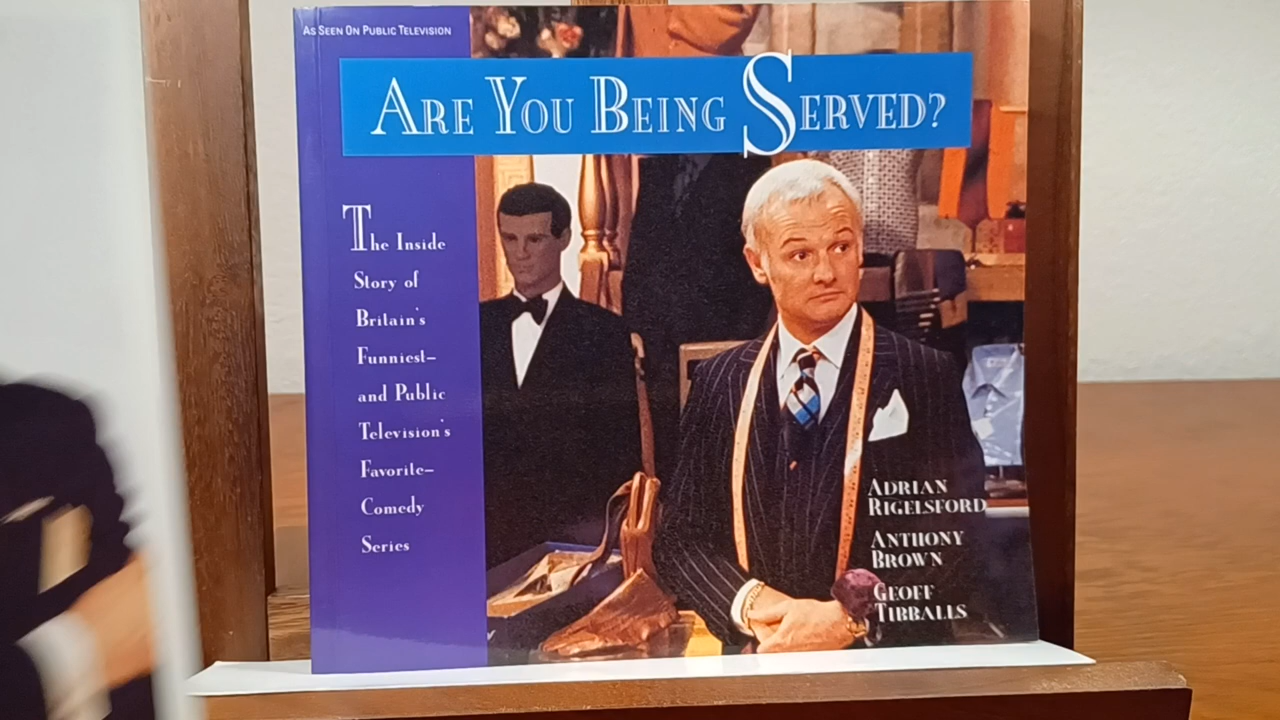 As Seen On Public Television
Are You Being Served?
The Inside
Story of
Britain's
Funniest–
and Public
Television's
Favorite–
Comedy
Series
Adrian
Rigelsford
Anthony
Brown
Geoff
Tibballs